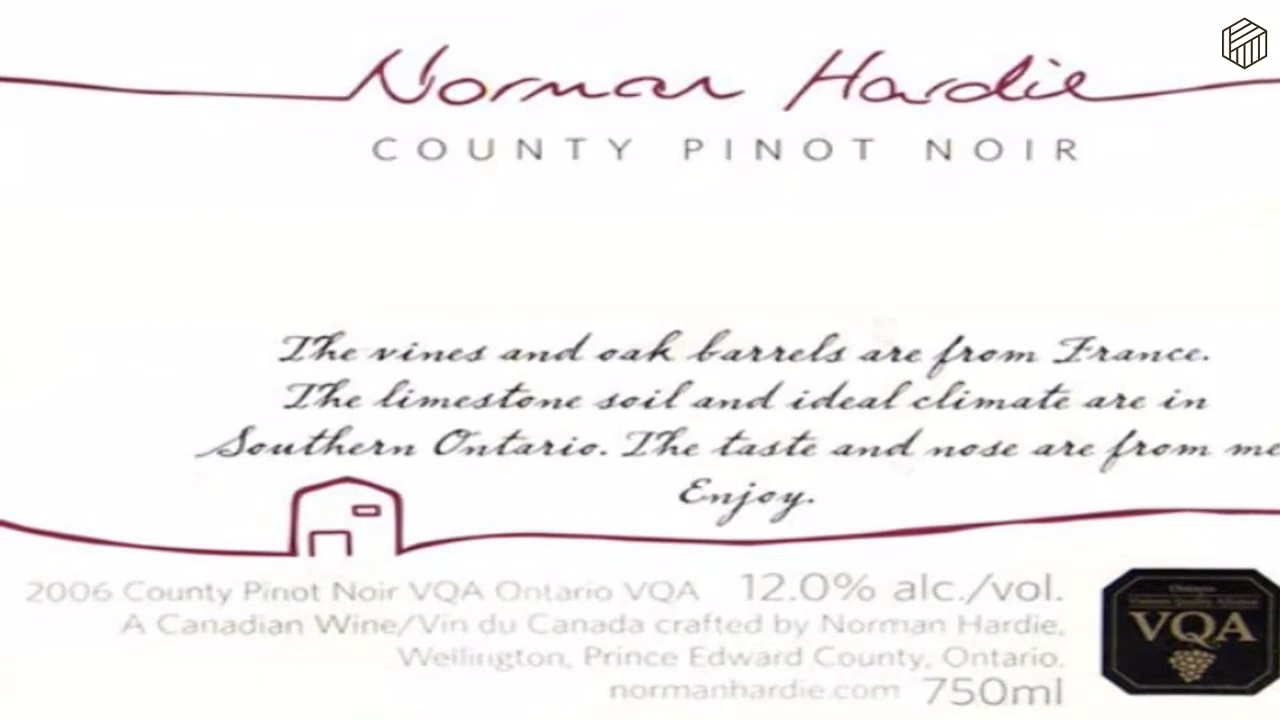 Norman Hardie
COUNTY PINOT NOIR
The vines and oak barrels are from France.
The limestone soil and ideal climate are in
Southern Ontario. The taste and nose are from me
Enjoy.
2006 County Pinot Noir VQA Ontario VQA 12.0% alc./vol.
A Canadian Wine/Vin du Canada crafted by Norman Hardie,
Wellington, Prince Edward County, Ontario.
normanhardie.com 750ml
VQA